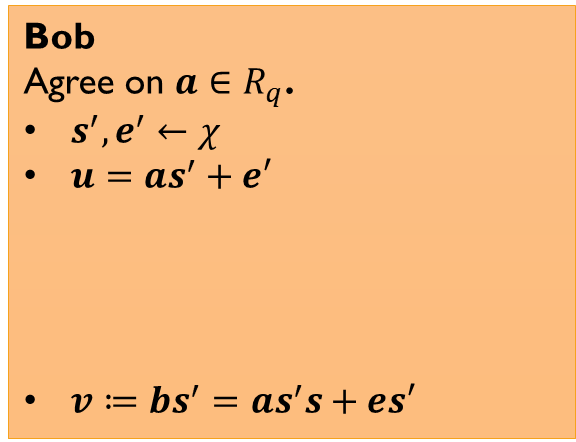 Bob
Agree on 𝒂 ∈ R_q.
• 𝒔′, 𝒆′ ← χ
• 𝒖 = 𝒂𝒔′ + 𝒆′
• 𝒗 ≔ 𝒃𝒔′ = 𝒂𝒔′𝒔 + 𝒆𝒔′